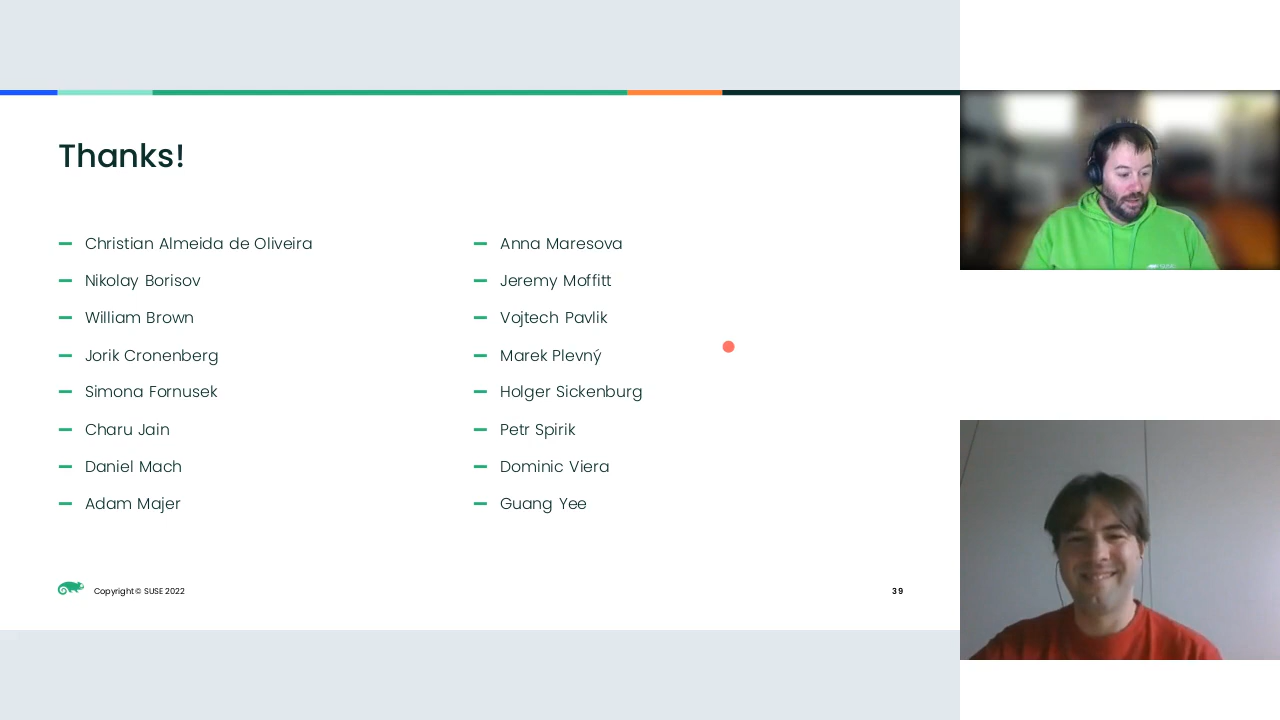 Thanks!
Christian Almeida de Oliveira
Nikolay Borisov
William Brown
Jorik Cronenberg
Simona Fornusek
Charu Jain
Daniel Mach
Adam Majer
Anna Maresova
Jeremy Moffitt
Vojtech Pavlik
Marek Plevný
Holger Sickenburg
Petr Spirik
Dominic Viera
Guang Yee
Copyright © SUSE 2022
39